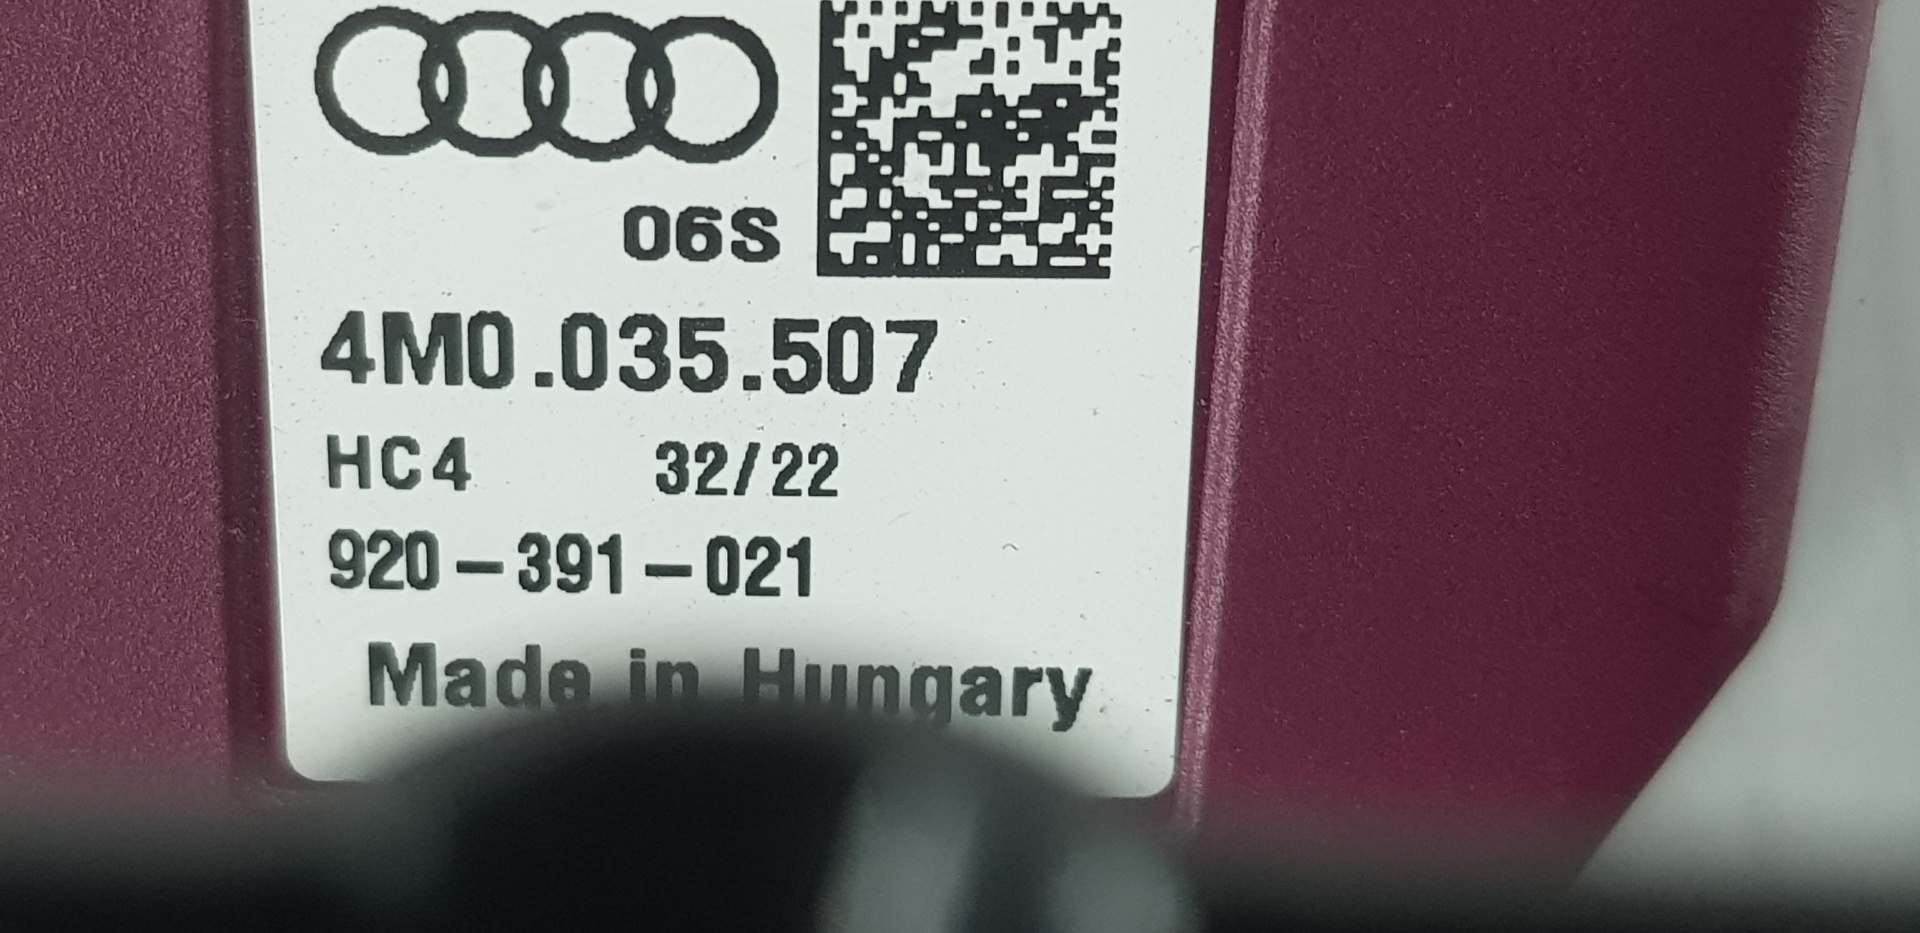 06S
4M0.035.507
HC4 32/22
920-391-021
Made in Hungary